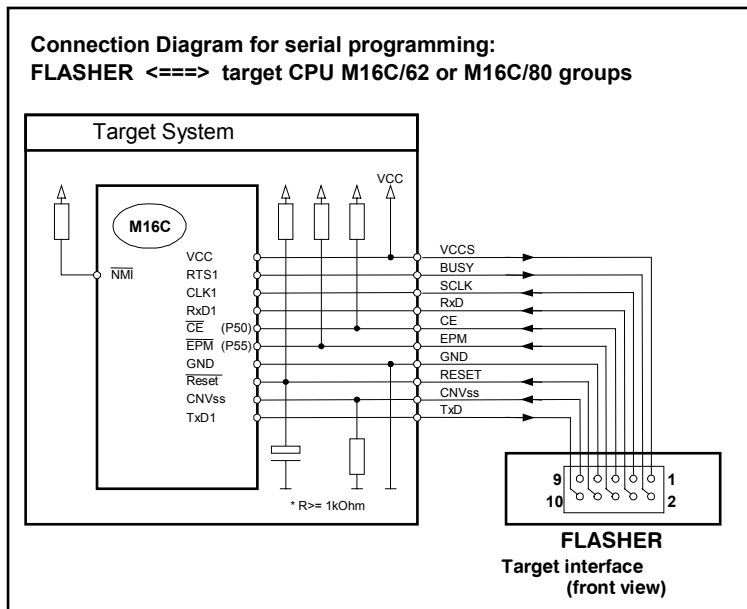 Connection Diagram for serial programming:
FLASHER <===> target CPU M16C/62 or M16C/80 groups
Target System
VCC
M16C
NMI
VCC
RTS1
CLK1
RxD1
CE (P50)
EPM (P55)
GND
Reset
CNVss
TxD1
VCCS
BUSY
SCLK
RxD
CE
EPM
GND
RESET
CNVss
TxD
* R>= 1kOhm
9 1
10 2
FLASHER
Target interface
(front view)